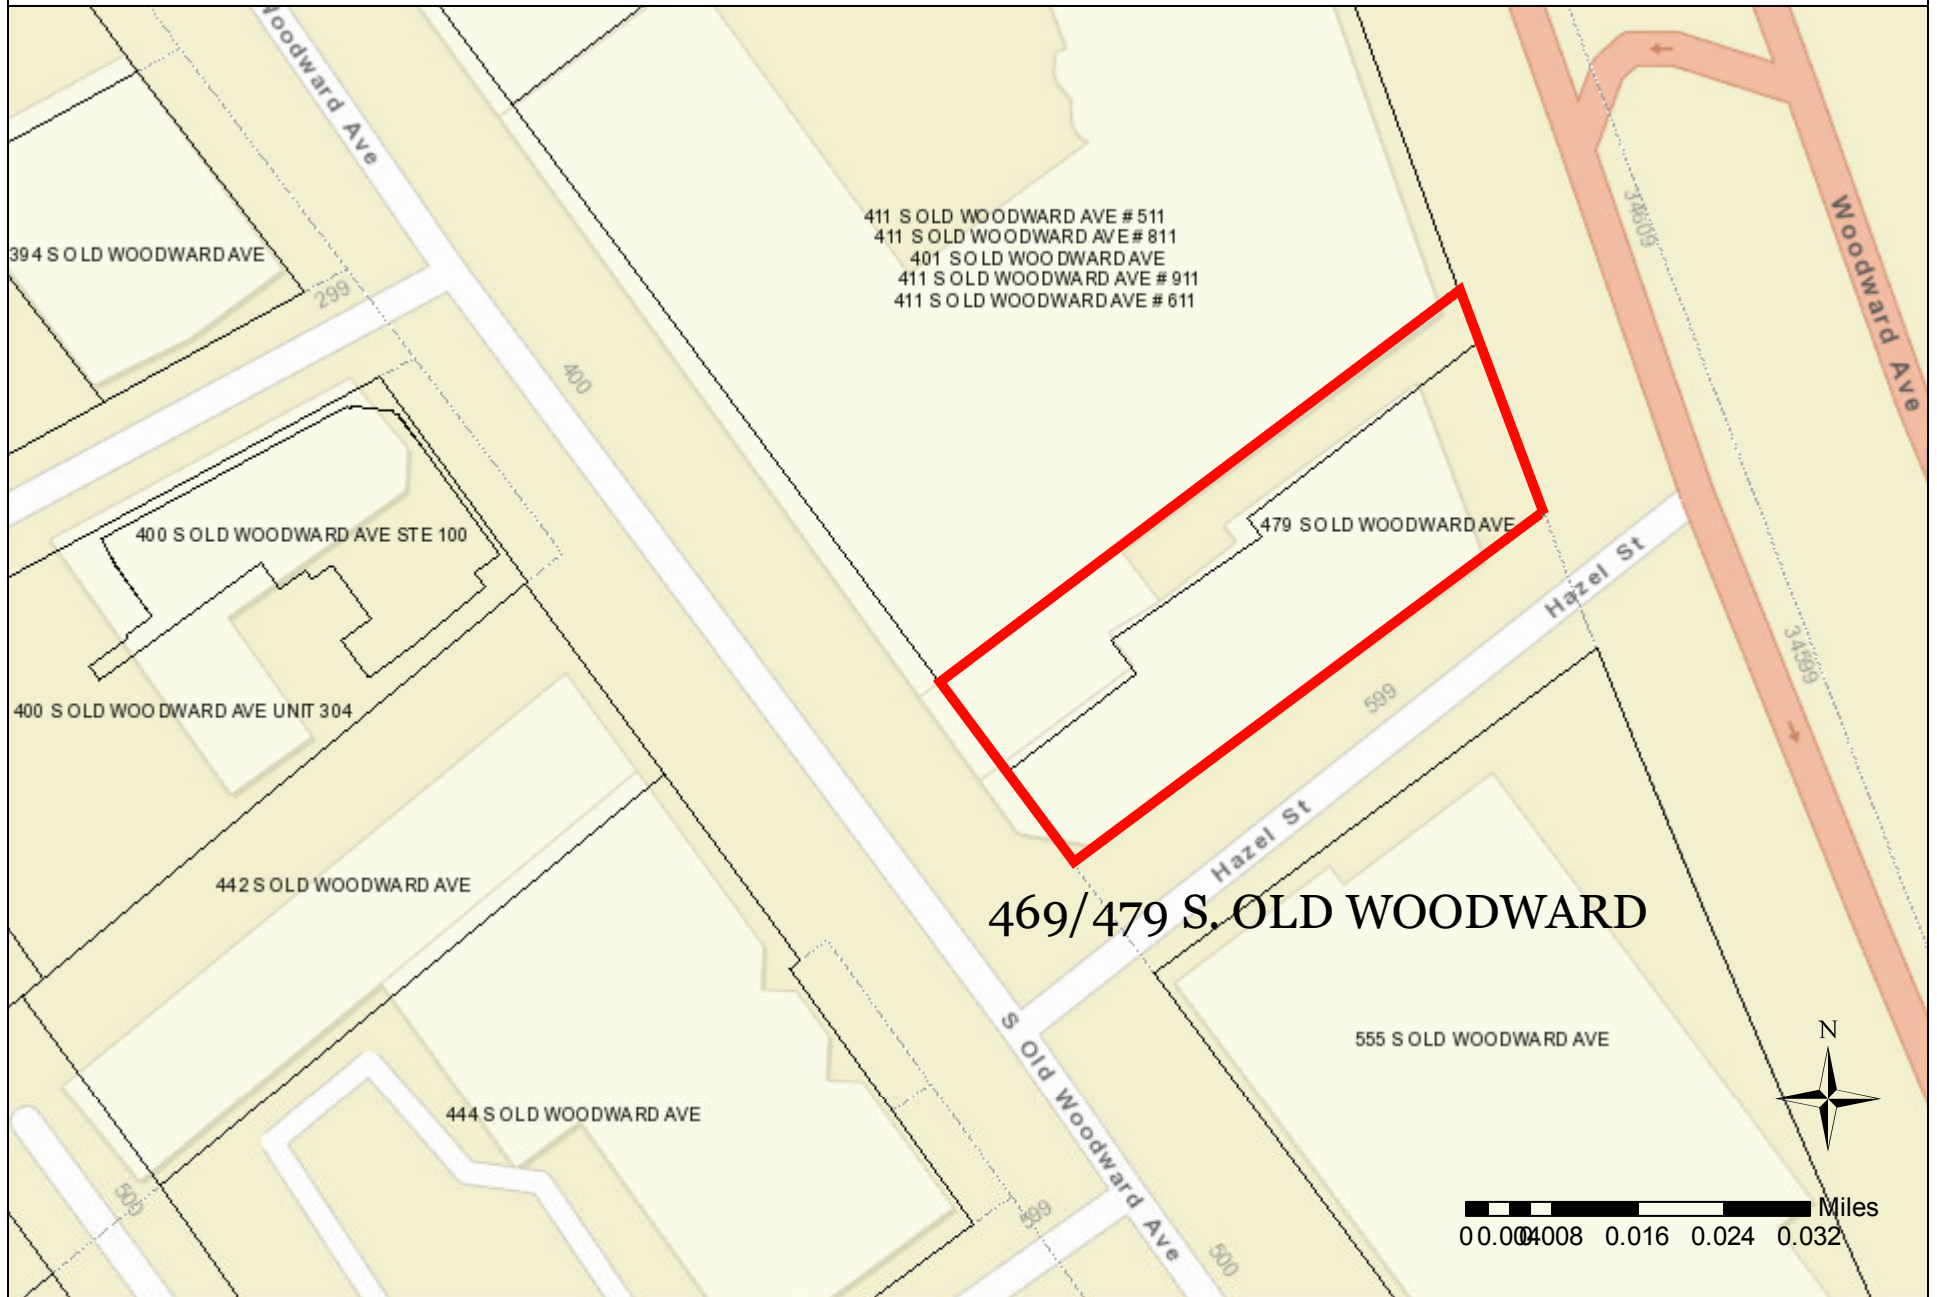 Woodward Ave
34609
Woodward Ave
411 S OLD WOODWARD AVE # 511
411 S OLD WOODWARD AVE # 811
401 S OLD WOODWARD AVE
411 S OLD WOODWARD AVE # 911
411 S OLD WOODWARD AVE # 611
394 S OLD WOODWARD AVE
299
400
400 S OLD WOODWARD AVE STE 100
479 S OLD WOODWARD AVE
Hazel St
34599
599
400 S OLD WOODWARD AVE UNIT 304
Hazel St
442 S OLD WOODWARD AVE
469/479 S. OLD WOODWARD
S Old Woodward Ave
555 S OLD WOODWARD AVE
N
444 S OLD WOODWARD AVE
500
599
500
Miles
0 0.004 0.008 0.016 0.024 0.032